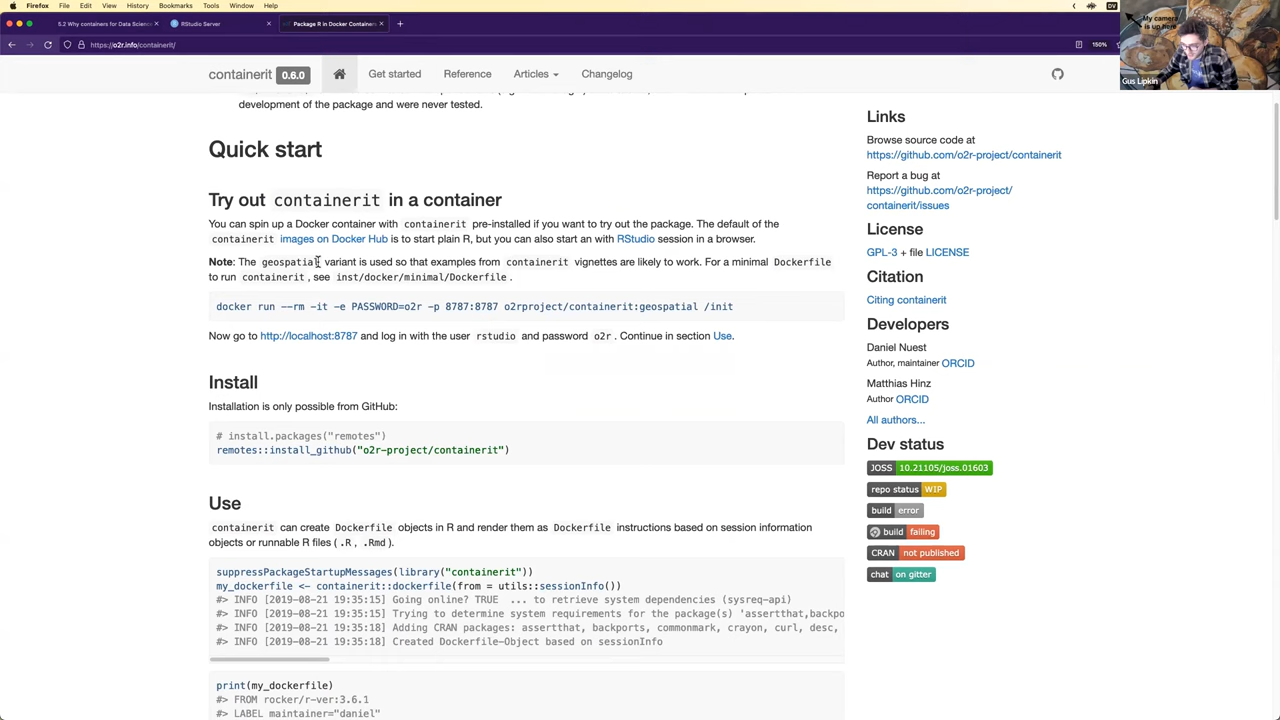 Firefox File Edit View History Bookmarks Tools Window Help
DV
5.2 Why containers for Data Scienc
RStudio Server
Package R in Docker Containers
https://o2r.info/containerit/
150%
My camera
is up here
Gus Lipkin
containerit 0.6.0
Get started
Reference
Articles
Changelog
development of the package and were never tested.
Quick start
Try out containerit in a container
You can spin up a Docker container with containerit pre-installed if you want to try out the package. The default of the
containerit images on Docker Hub is to start plain R, but you can also start an with RStudio session in a browser.
Note: The geospatial variant is used so that examples from containerit vignettes are likely to work. For a minimal Dockerfile
to run containerit, see inst/docker/minimal/Dockerfile.
docker run --rm -it -e PASSWORD=o2r -p 8787:8787 o2rproject/containerit:geospatial /init
Now go to http://localhost:8787 and log in with the user rstudio and password o2r. Continue in section Use.
Install
Installation is only possible from GitHub:
# install.packages("remotes")
remotes::install_github("o2r-project/containerit")
Use
containerit can create Dockerfile objects in R and render them as Dockerfile instructions based on session information
objects or runnable R files (.R, .Rmd).
suppressPackageStartupMessages(library("containerit"))
my_dockerfile <- containerit::dockerfile(from = utils::sessionInfo())
#> INFO [2019-08-21 19:35:15] Going online? TRUE ... to retrieve system dependencies (sysreq-api)
#> INFO [2019-08-21 19:35:15] Trying to determine system requirements for the package(s) 'assertthat,backpo
#> INFO [2019-08-21 19:35:18] Adding CRAN packages: assertthat, backports, commonmark, crayon, curl, desc,
#> INFO [2019-08-21 19:35:18] Created Dockerfile-Object based on sessionInfo
print(my_dockerfile)
#> FROM rocker/r-ver:3.6.1
#> LABEL maintainer="daniel"
Links
Browse source code at
https://github.com/o2r-project/containerit
Report a bug at
https://github.com/o2r-project/
containerit/issues
License
GPL-3 + file LICENSE
Citation
Citing containerit
Developers
Daniel Nuest
Author, maintainer ORCID
Matthias Hinz
Author ORCID
All authors...
Dev status
JOSS 10.21105/joss.01603
repo status WIP
build error
build failing
CRAN not published
chat on gitter